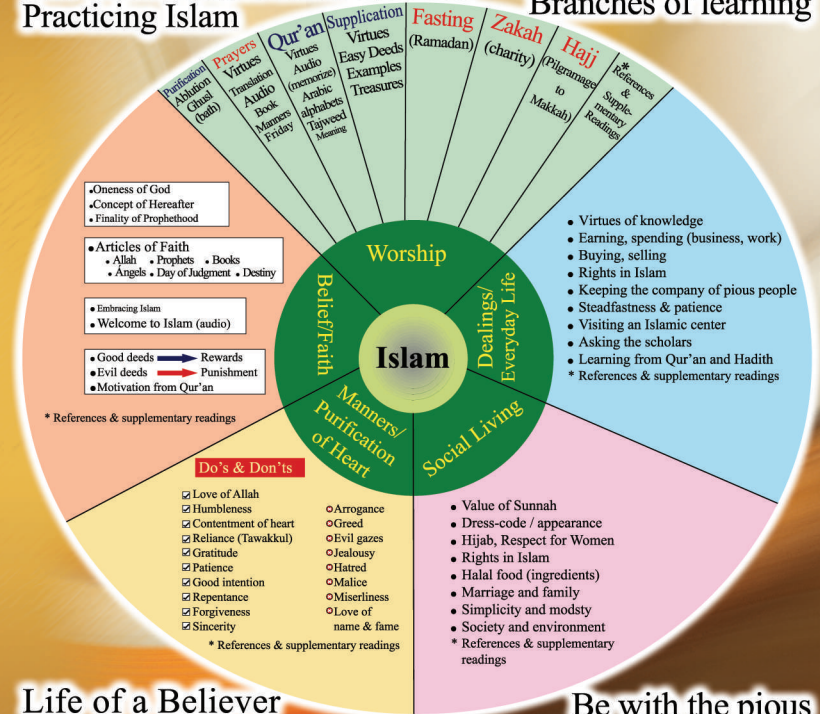 Practicing Islam
Branches of learning
Purification
Ablution
Ghusl
(bath)
Prayers
Virtues
Translation
Audio
Book
Manners
Friday
Qur'an
Virtues
Audio
(memorize)
Arabic
alphabets
Tajweed
Meaning
Supplication
Virtues
Easy Deeds
Examples
Treasures
Fasting
(Ramadan)
Zakah
(charity)
Hajj
(Pilgramage
to
Makkah)
*
References
&
Supple-
mentary
Readings
Worship
Belief/Faith
Islam
Dealings/
Everyday Life
Manners/
Purification
of Heart
Social Living
•Oneness of God
•Concept of Hereafter
• Finality of Prophethood
• Articles of Faith
• Allah • Prophets • Books
• Angels • Day of Judgment • Destiny
• Embracing Islam
• Welcome to Islam (audio)
• Good deeds → Rewards
• Evil deeds → Punishment
• Motivation from Qur'an
* References & supplementary readings
• Virtues of knowledge
• Earning, spending (business, work)
• Buying, selling
• Rights in Islam
• Keeping the company of pious people
• Steadfastness & patience
• Visiting an Islamic center
• Asking the scholars
• Learning from Qur'an and Hadith
* References & supplementary readings
Do's & Don'ts
☑ Love of Allah
☑ Humbleness
☑ Contentment of heart
☑ Reliance (Tawakkul)
☑ Gratitude
☑ Patience
☑ Good intention
☑ Repentance
☑ Forgiveness
☑ Sincerity
○ Arrogance
○ Greed
○ Evil gazes
○ Jealousy
○ Hatred
○ Malice
○ Miserliness
○ Love of
name & fame
* References & supplementary readings
• Value of Sunnah
• Dress-code / appearance
• Hijab, Respect for Women
• Rights in Islam
• Halal food (ingredients)
• Marriage and family
• Simplicity and modsty
• Society and environment
* References & supplementary
readings
Life of a Believer
Be with the pious